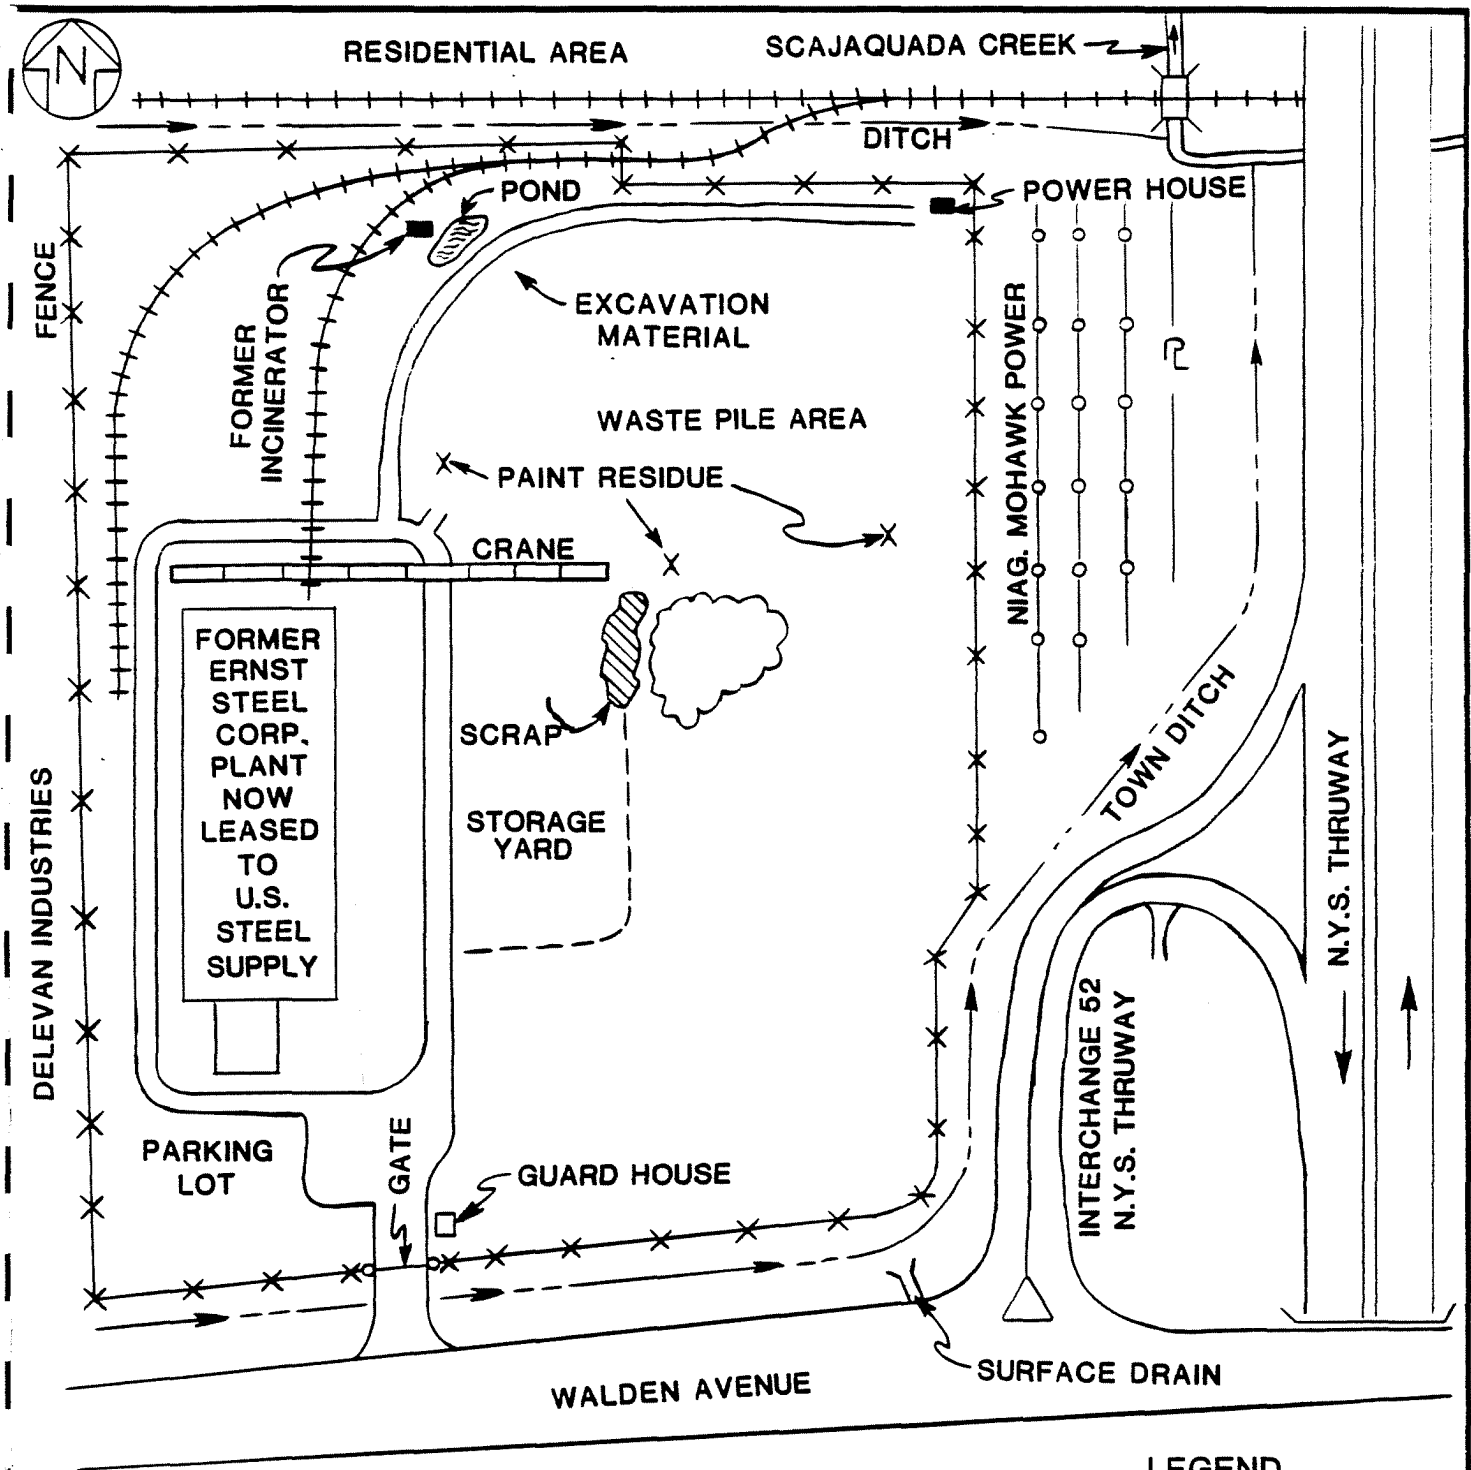 N
RESIDENTIAL AREA
SCAJAQUADA CREEK
DITCH
POND
POWER HOUSE
FENCE
FORMER
INCINERATOR
EXCAVATION
MATERIAL
NIAG. MOHAWK POWER
WASTE PILE AREA
PAINT RESIDUE
CRANE
FORMER
ERNST
STEEL
CORP.
PLANT
NOW
LEASED
TO
U.S.
STEEL
SUPPLY
SCRAP
STORAGE
YARD
TOWN DITCH
N.Y.S. THRUWAY
DELEVAN INDUSTRIES
INTERCHANGE 52
N.Y.S. THRUWAY
PARKING
LOT
GATE
GUARD HOUSE
SURFACE DRAIN
WALDEN AVENUE
LEGEND